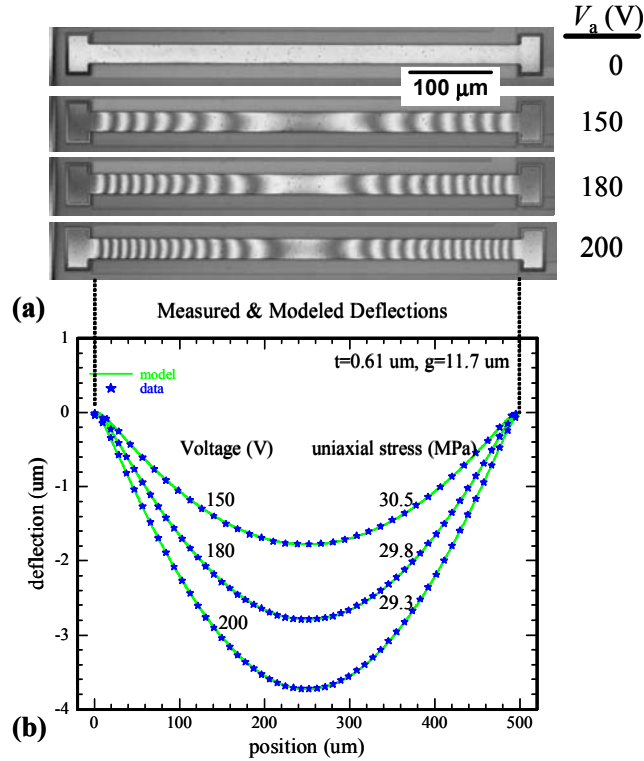 Va (V)
0
100 μm
150
180
200
(a)
Measured & Modeled Deflections
t=0.61 um, g=11.7 um
model
data
Voltage (V) uniaxial stress (MPa)
150 30.5
180 29.8
200 29.3
1
0
-1
-2
-3
-4
deflection (um)
0 100 200 300 400 500
(b)
position (um)